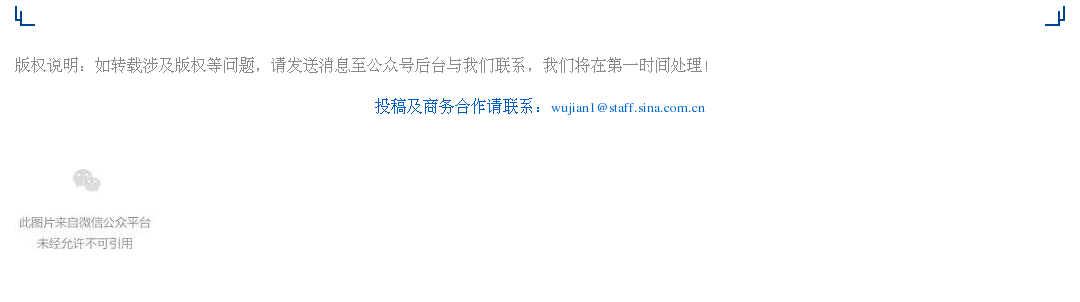 版权说明：如转载涉及版权等问题，请发送消息至公众号后台与我们联系，我们将在第一时间处理！
投稿及商务合作请联系：wujian1@staff.sina.com.cn
此图片来自微信公众平台
未经允许不可引用